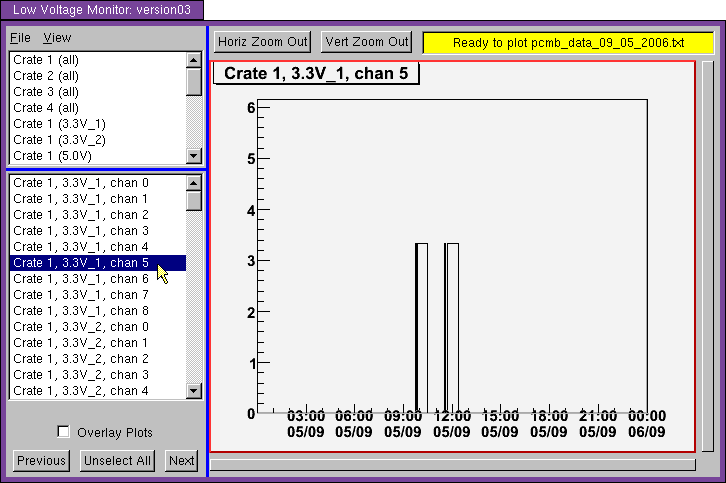 Low Voltage Monitor: version03
File View
Crate 1 (all)
Crate 2 (all)
Crate 3 (all)
Crate 4 (all)
Crate 1 (3.3V_1)
Crate 1 (3.3V_2)
Crate 1 (5.0V)
Crate 1, 3.3V_1, chan 0
Crate 1, 3.3V_1, chan 1
Crate 1, 3.3V_1, chan 2
Crate 1, 3.3V_1, chan 3
Crate 1, 3.3V_1, chan 4
Crate 1, 3.3V_1, chan 5
Crate 1, 3.3V_1, chan 6
Crate 1, 3.3V_1, chan 7
Crate 1, 3.3V_1, chan 8
Crate 1, 3.3V_2, chan 0
Crate 1, 3.3V_2, chan 1
Crate 1, 3.3V_2, chan 2
Crate 1, 3.3V_2, chan 3
Crate 1, 3.3V_2, chan 4
Overlay Plots
Previous Unselect All Next
Horiz Zoom Out Vert Zoom Out Ready to plot pcmb_data_09_05_2006.txt
Crate 1, 3.3V_1, chan 5
6
5
4
3
2
1
0
03:00 06:00 09:00 12:00 15:00 18:00 21:00 00:00
05/09 05/09 05/09 05/09 05/09 05/09 05/09 06/09